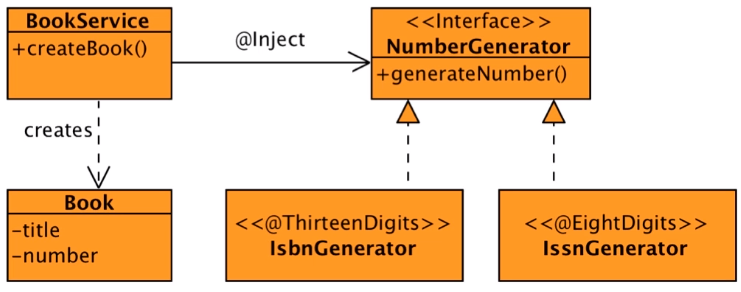 BookService
+createBook()
@Inject
<<Interface>>
NumberGenerator
+generateNumber()
creates
Book
-title
-number
<<@ThirteenDigits>>
IsbnGenerator
<<@EightDigits>>
IssnGenerator